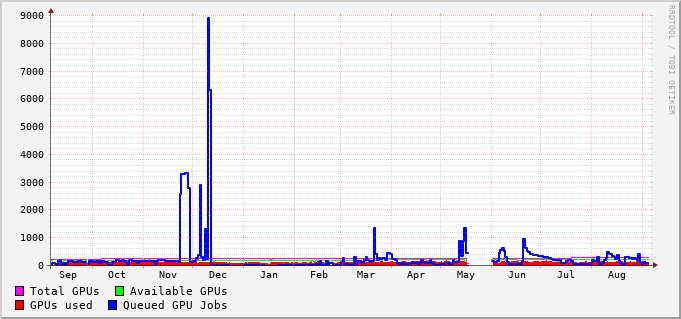 9000
8000
7000
6000
5000
4000
3000
2000
1000
0
Sep Oct Nov Dec Jan Feb Mar Apr May Jun Jul Aug
Total GPUs Available GPUs
GPUs used Queued GPU Jobs
RRDTOOL / TOBI OETIKER